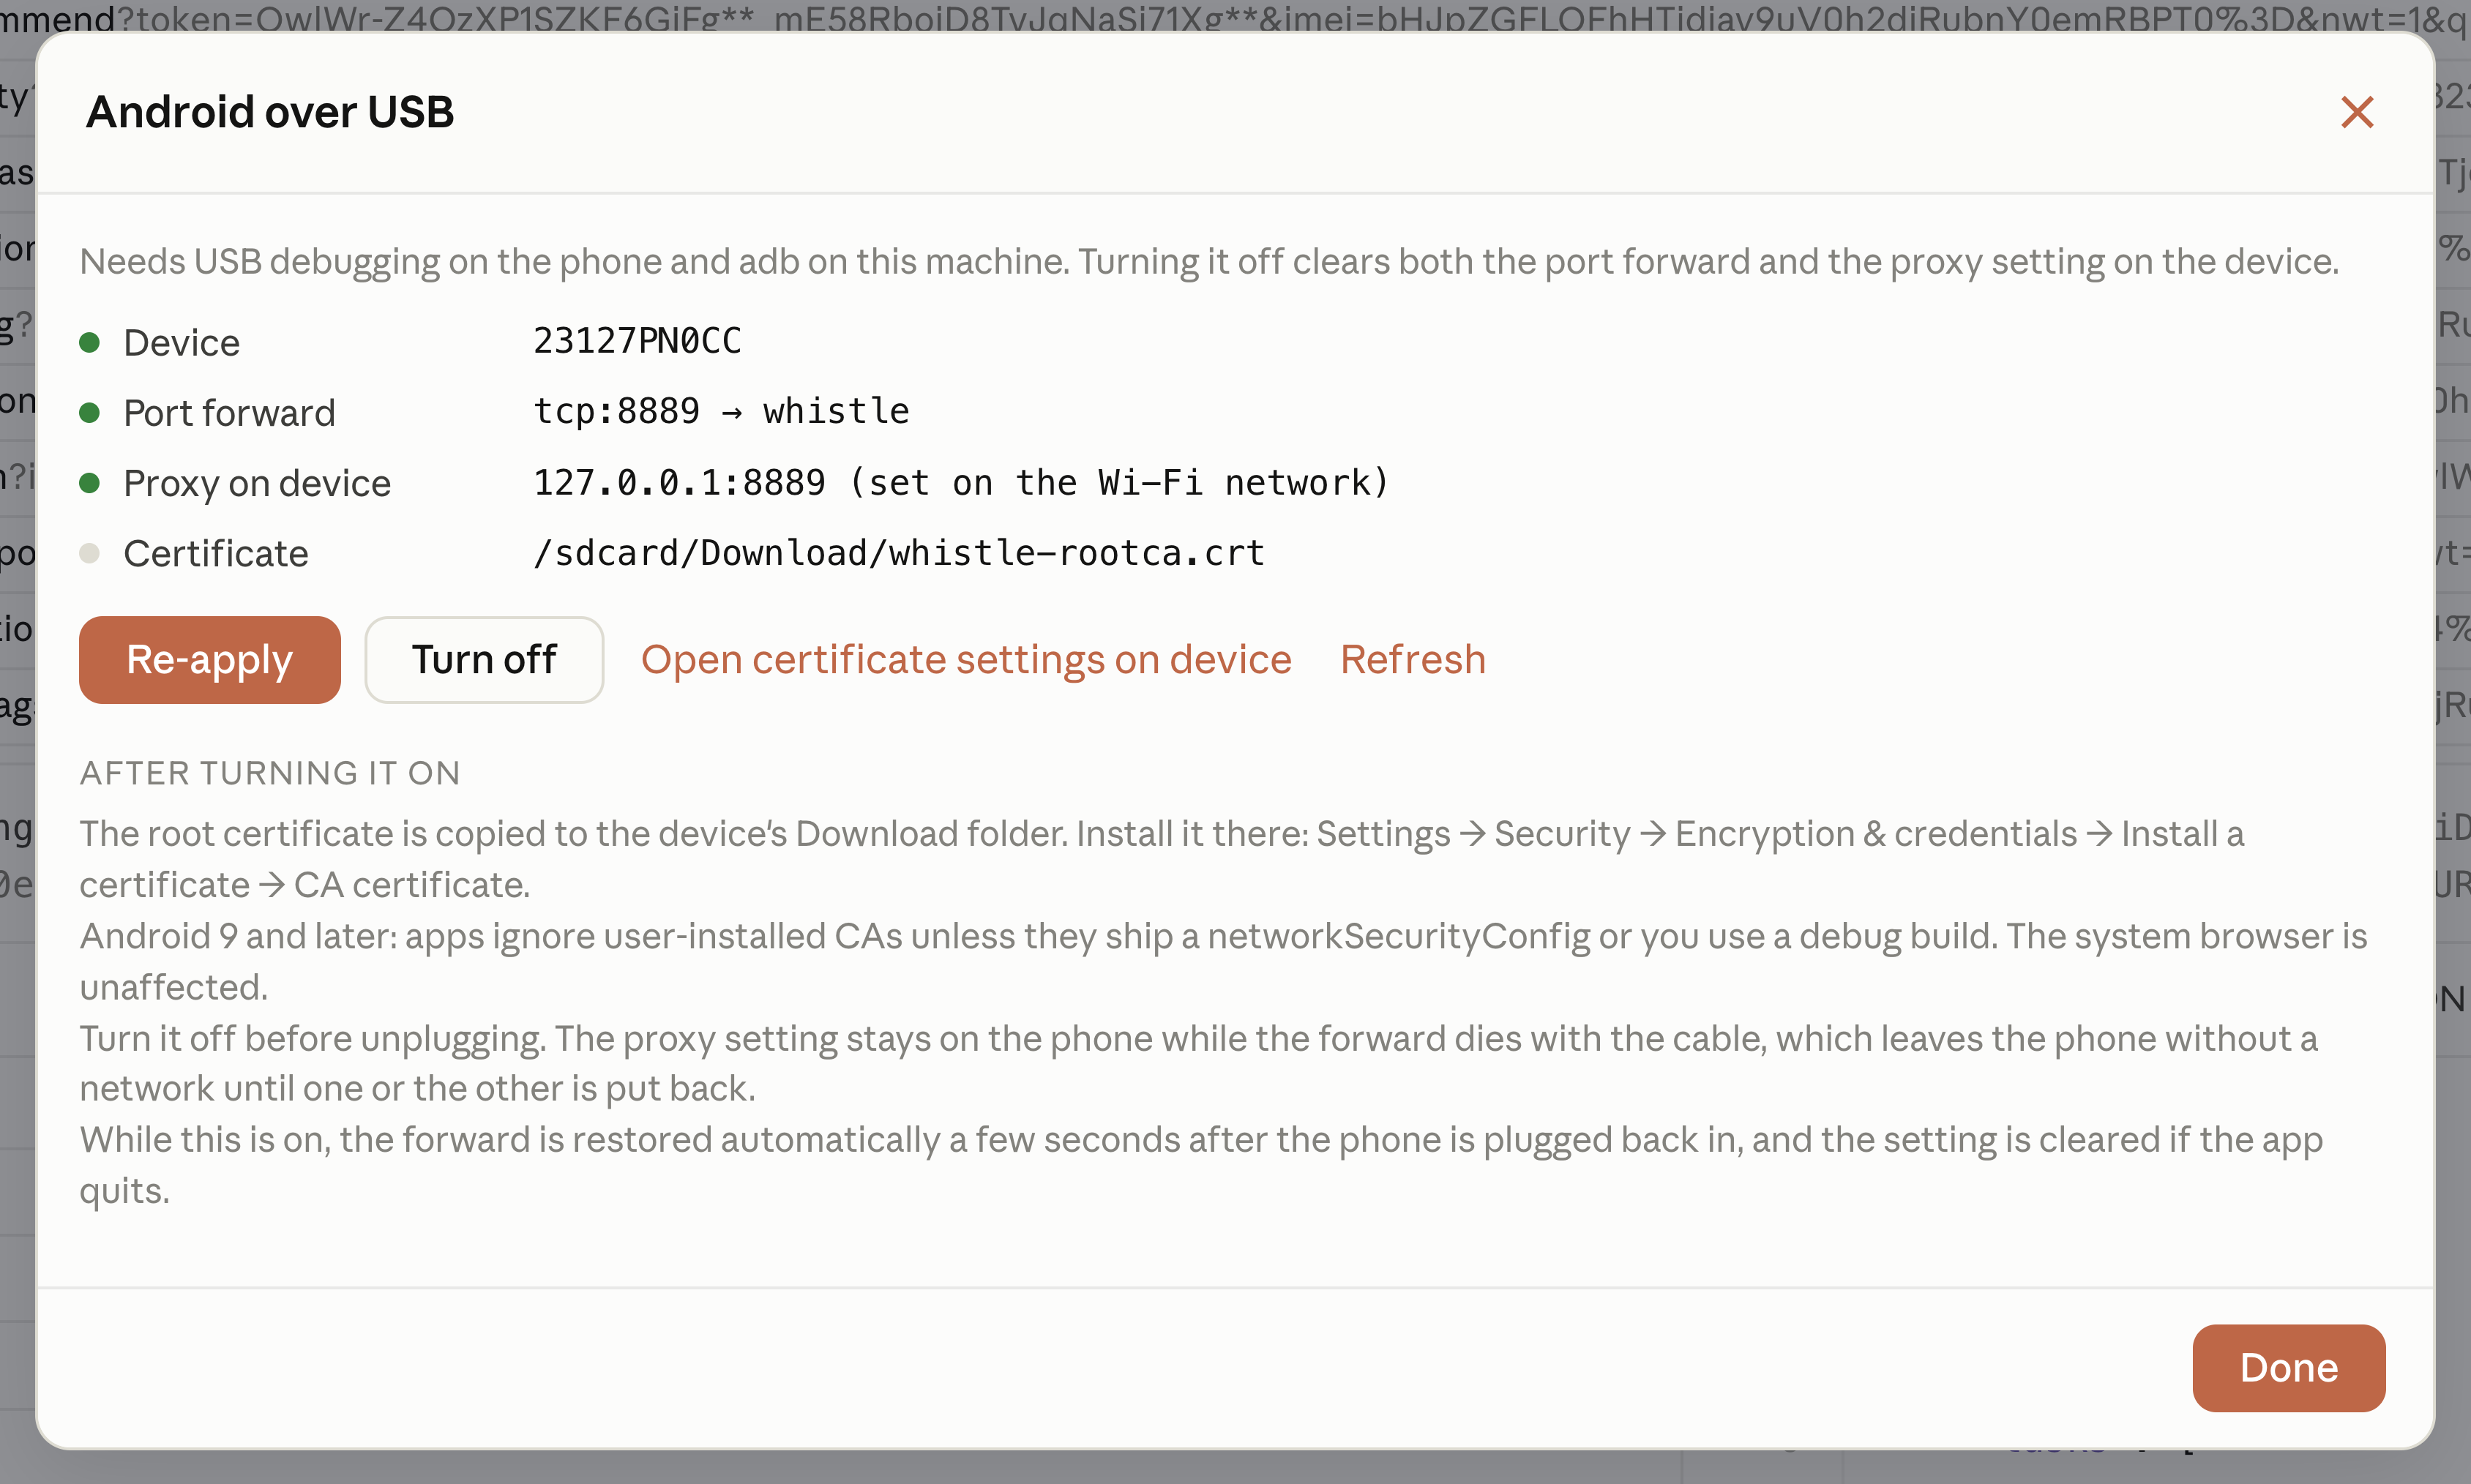 Android over USB
Needs USB debugging on the phone and adb on this machine. Turning it off clears both the port forward and the proxy setting on the device.
Device 23127PN0CC
Port forward tcp:8889 → whistle
Proxy on device 127.0.0.1:8889 (set on the Wi-Fi network)
Certificate /sdcard/Download/whistle-rootca.crt
Re-apply Turn off Open certificate settings on device Refresh
AFTER TURNING IT ON
The root certificate is copied to the device's Download folder. Install it there: Settings → Security → Encryption & credentials → Install a
certificate → CA certificate.
Android 9 and later: apps ignore user-installed CAs unless they ship a networkSecurityConfig or you use a debug build. The system browser is
unaffected.
Turn it off before unplugging. The proxy setting stays on the phone while the forward dies with the cable, which leaves the phone without a
network until one or the other is put back.
While this is on, the forward is restored automatically a few seconds after the phone is plugged back in, and the setting is cleared if the app
quits.
Done